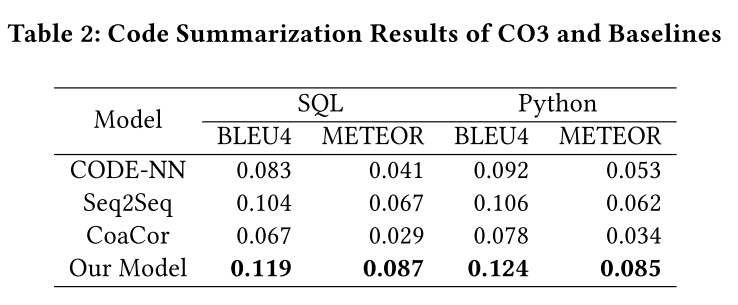 Table 2: Code Summarization Results of CO3 and Baselines
Model SQL Python
BLEU4 METEOR BLEU4 METEOR
CODE-NN 0.083 0.041 0.092 0.053
Seq2Seq 0.104 0.067 0.106 0.062
CoaCor 0.067 0.029 0.078 0.034
Our Model 0.119 0.087 0.124 0.085